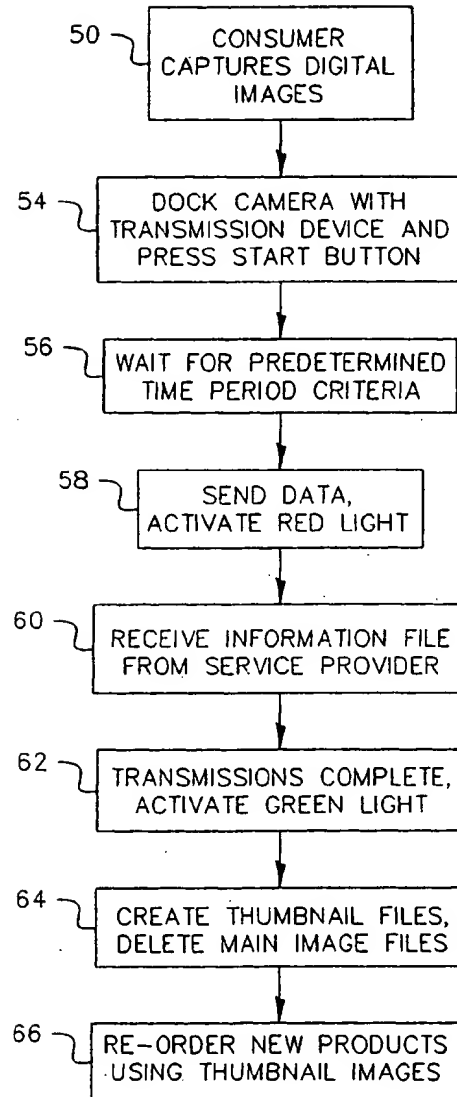 50
CONSUMER
CAPTURES DIGITAL
IMAGES
54
DOCK CAMERA WITH
TRANSMISSION DEVICE AND
PRESS START BUTTON
56
WAIT FOR PREDETERMINED
TIME PERIOD CRITERIA
58
SEND DATA,
ACTIVATE RED LIGHT
60
RECEIVE INFORMATION FILE
FROM SERVICE PROVIDER
62
TRANSMISSIONS COMPLETE,
ACTIVATE GREEN LIGHT
64
CREATE THUMBNAIL FILES,
DELETE MAIN IMAGE FILES
66
RE-ORDER NEW PRODUCTS
USING THUMBNAIL IMAGES